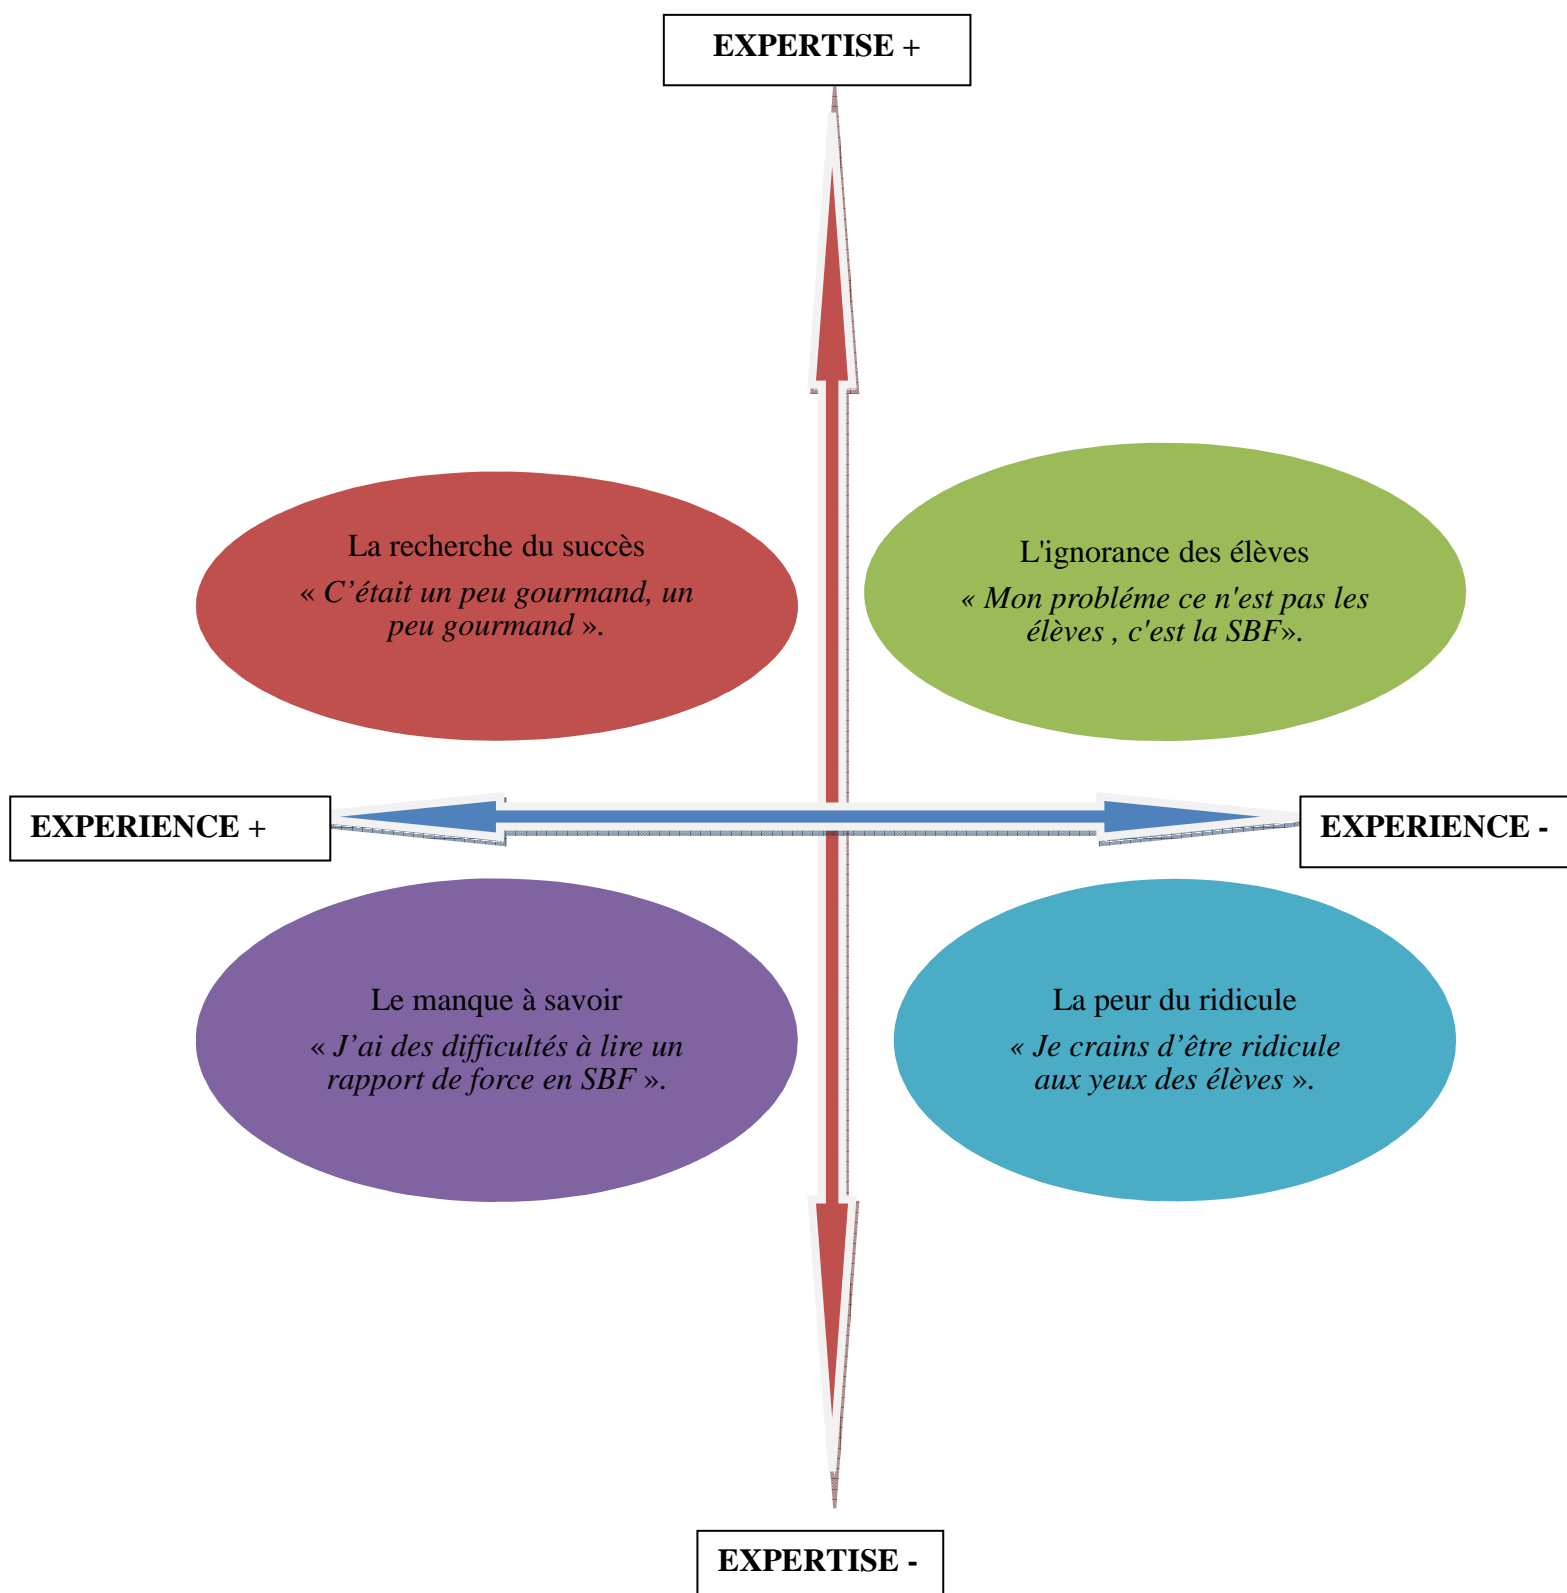 EXPERTISE +
La recherche du succès
« C’était un peu gourmand, un
peu gourmand ».
L'ignorance des élèves
« Mon probléme ce n'est pas les
élèves , c'est la SBF».
EXPERIENCE +
EXPERIENCE -
Le manque à savoir
« J’ai des difficultés à lire un
rapport de force en SBF ».
La peur du ridicule
« Je crains d’être ridicule
aux yeux des élèves ».
EXPERTISE -